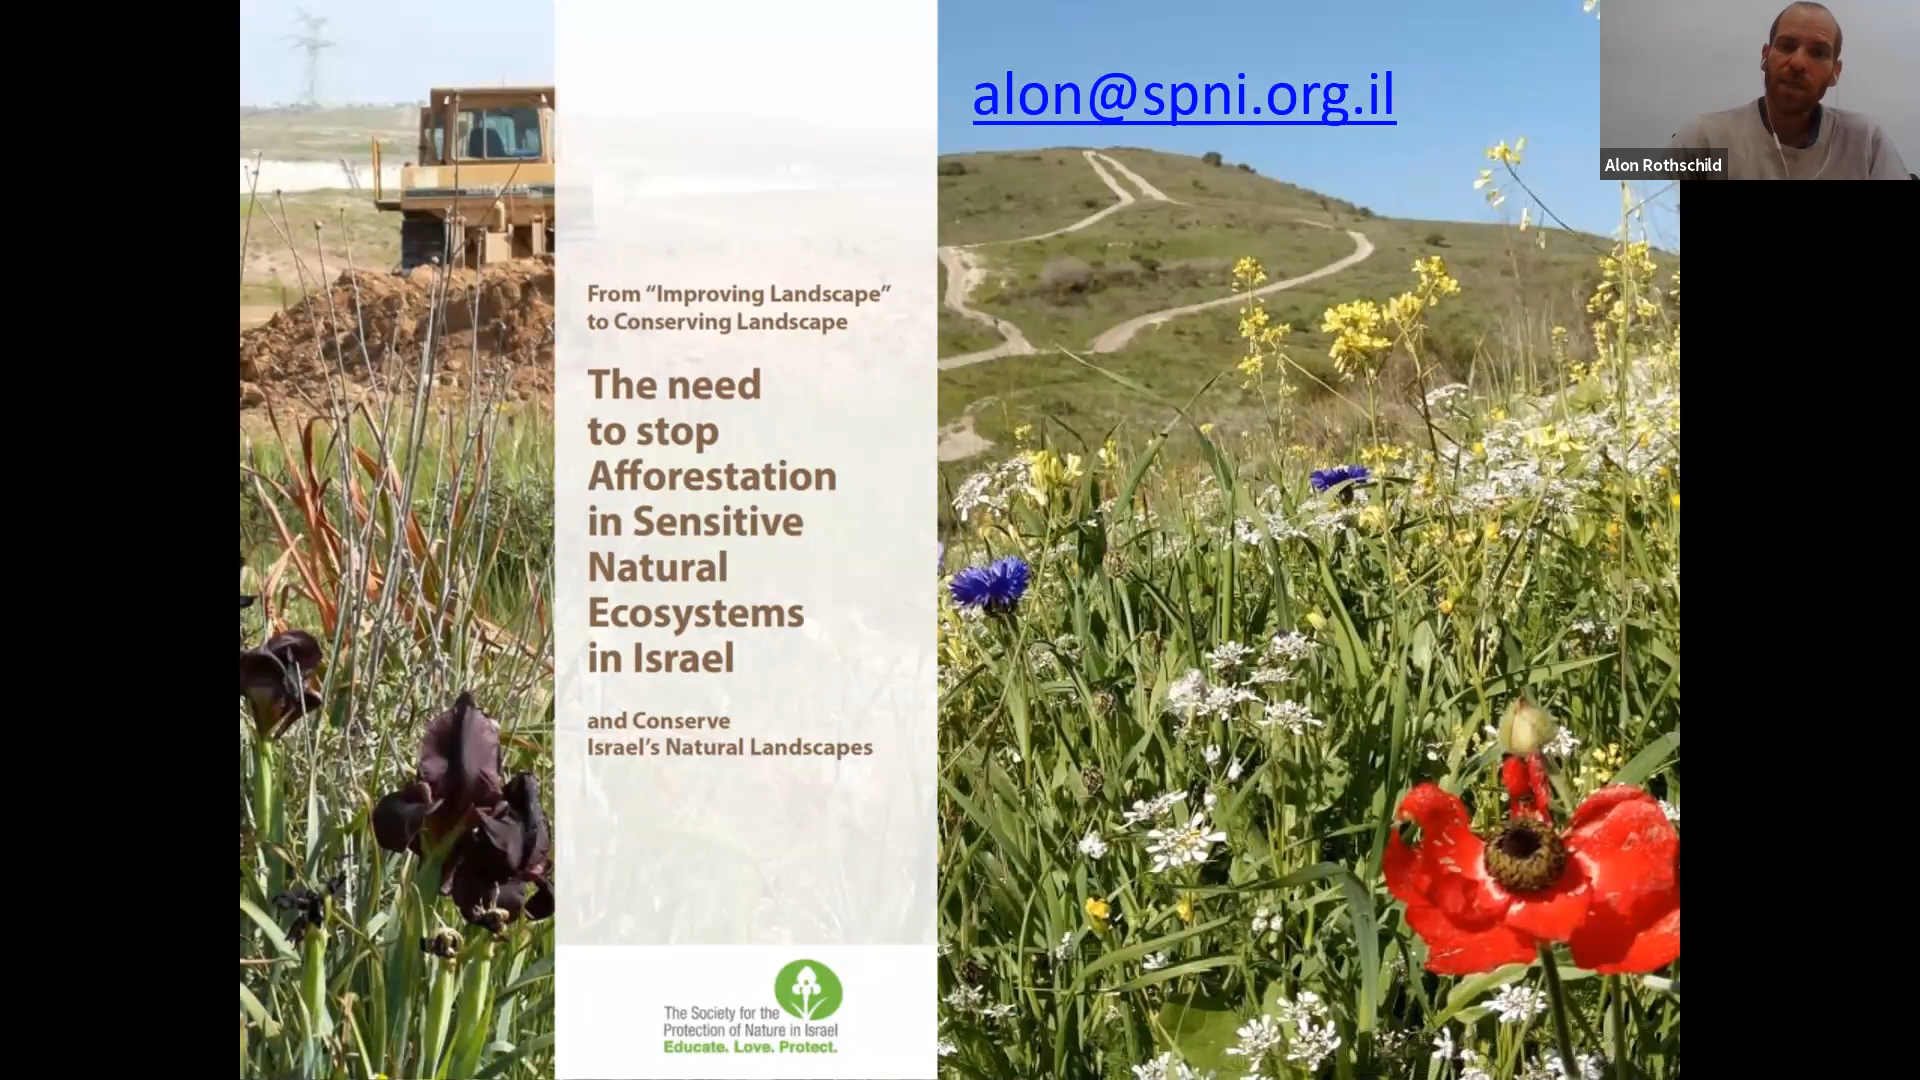 alon@spni.org.il
Alon Rothschild
From “Improving Landscape”
to Conserving Landscape
The need
to stop
Afforestation
in Sensitive
Natural
Ecosystems
in Israel
and Conserve
Israel’s Natural Landscapes
The Society for the
Protection of Nature in Israel
Educate. Love. Protect.